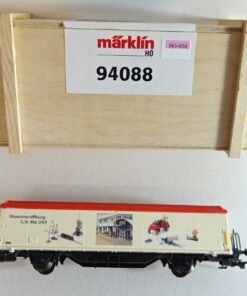 märklin
H0
94088
Museumseröffnung
5./6. Mai 2001